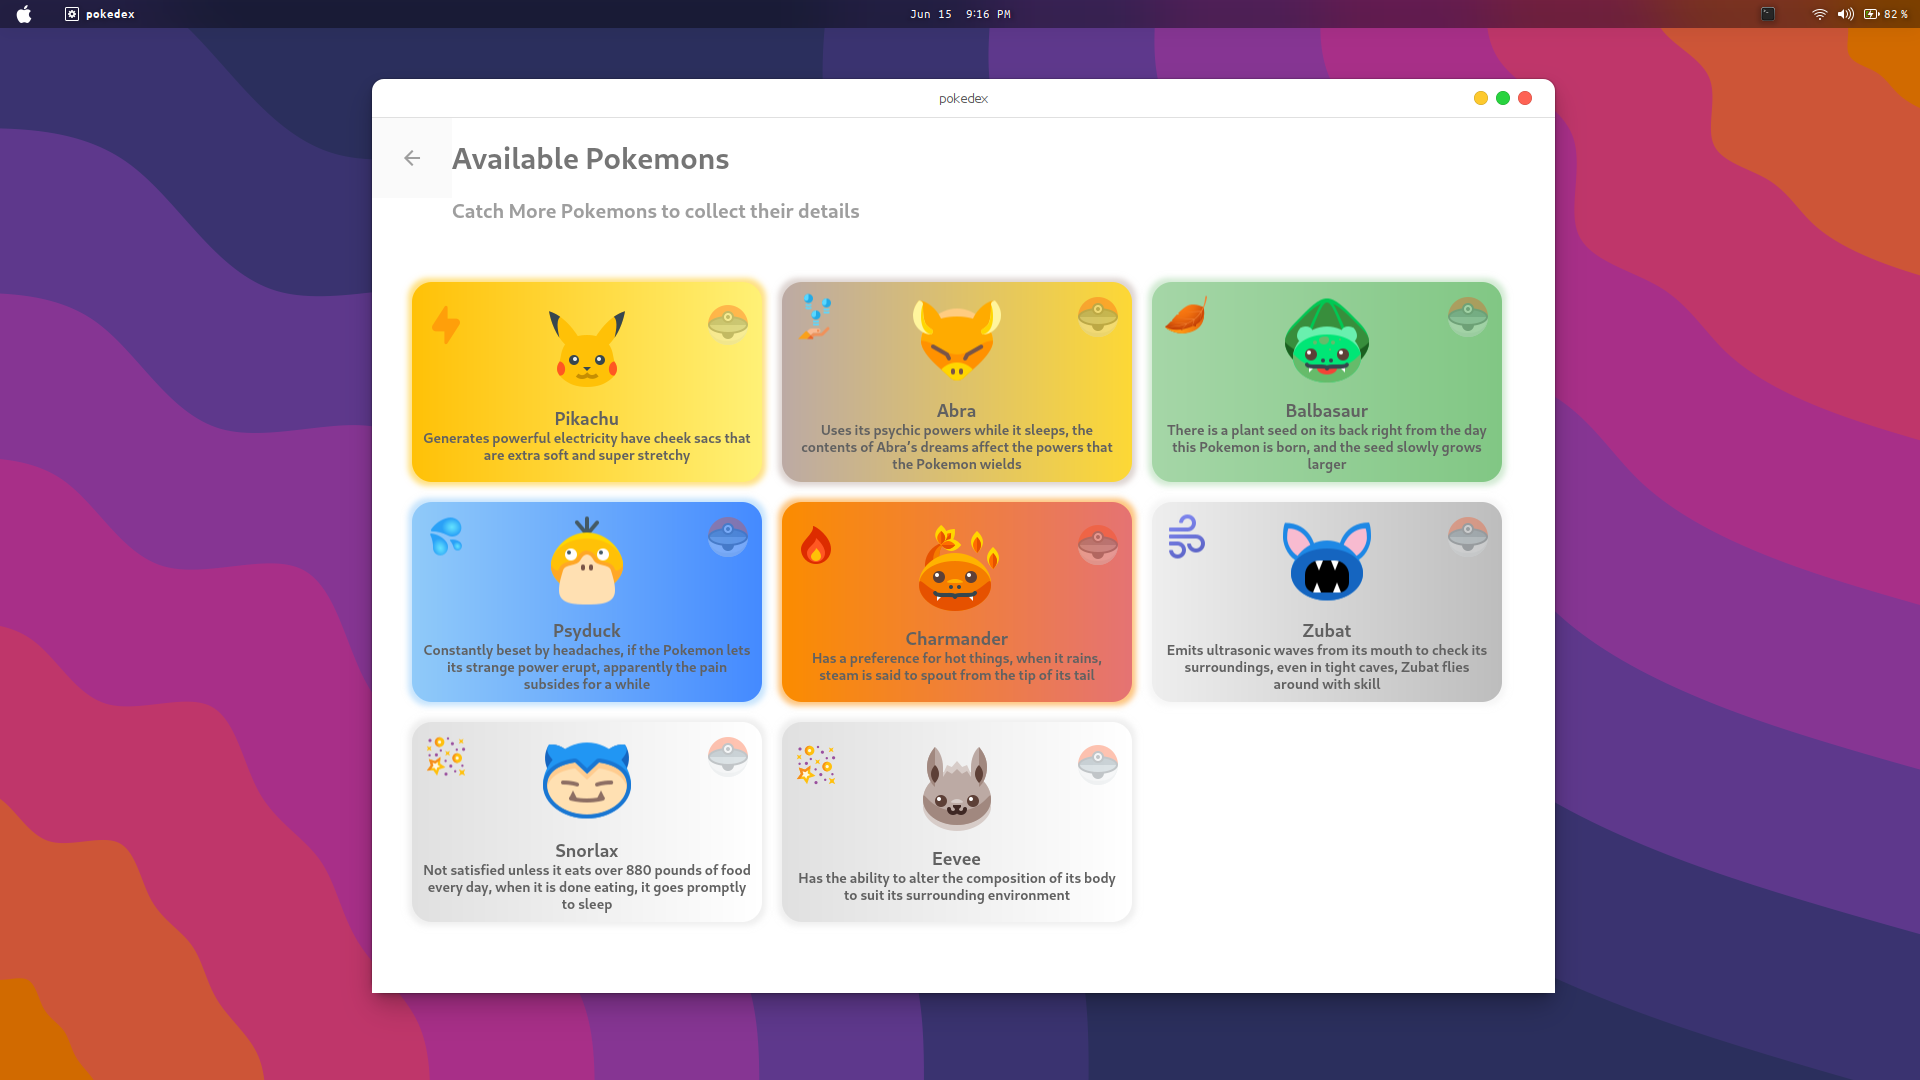 pokedex
Jun 15 9:16 PM
82 %
pokedex
Available Pokemons
Catch More Pokemons to collect their details
Pikachu
Generates powerful electricity have cheek sacs that
are extra soft and super stretchy
Abra
Uses its psychic powers while it sleeps, the
contents of Abra's dreams affect the powers that
the Pokemon wields
Balbasaur
There is a plant seed on its back right from the day
this Pokemon is born, and the seed slowly grows
larger
Psyduck
Constantly beset by headaches, if the Pokemon lets
its strange power erupt, apparently the pain
subsides for a while
Charmander
Has a preference for hot things, when it rains,
steam is said to spout from the tip of its tail
Zubat
Emits ultrasonic waves from its mouth to check its
surroundings, even in tight caves, Zubat flies
around with skill
Snorlax
Not satisfied unless it eats over 880 pounds of food
every day, when it is done eating, it goes promptly
to sleep
Eevee
Has the ability to alter the composition of its body
to suit its surrounding environment